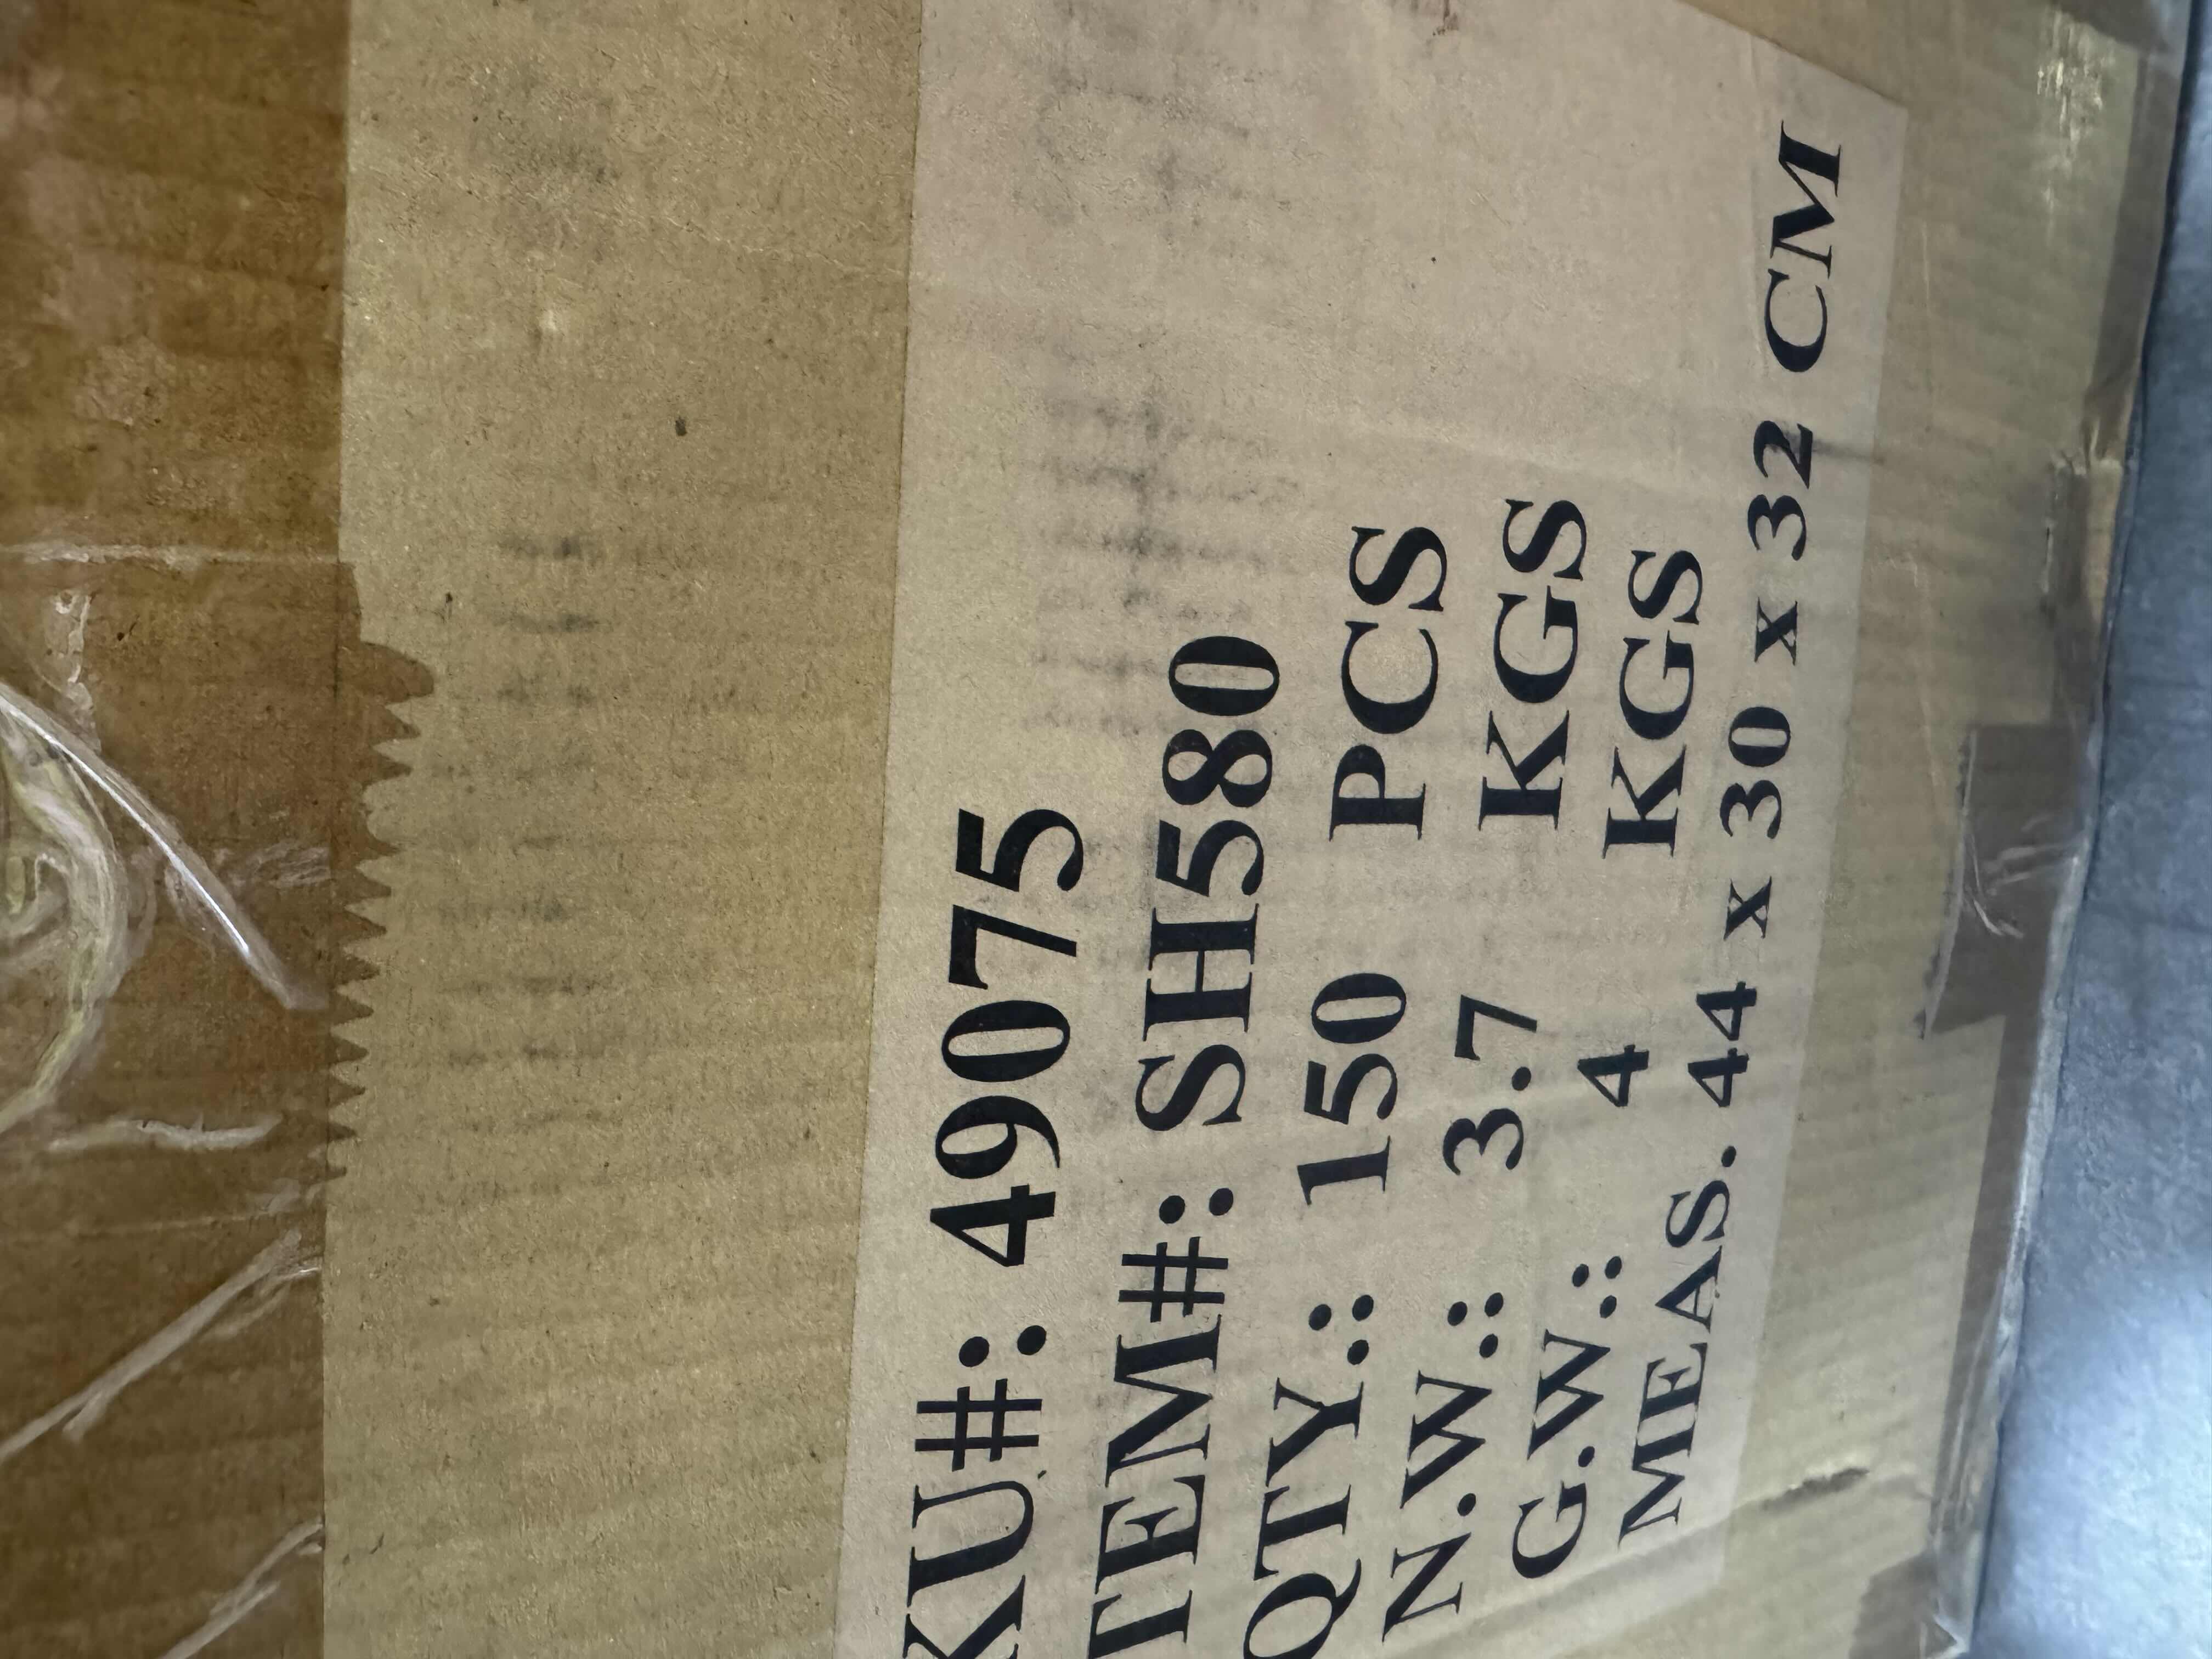 KU#: 49075
TEM#: SH580
QTY.: 150 PCS
N.W.: 3.7 KGS
G.W.: 4 KGS
MEAS. 44 x 30 x 32 CM